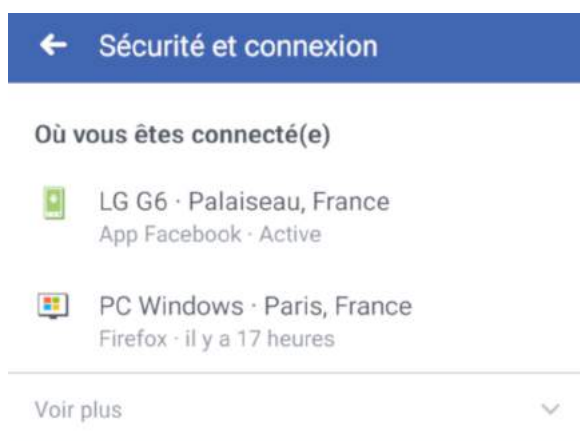 Sécurité et connexion
Où vous êtes connecté(e)
LG G6 · Palaiseau, France
App Facebook · Active
PC Windows · Paris, France
Firefox · il y a 17 heures
Voir plus